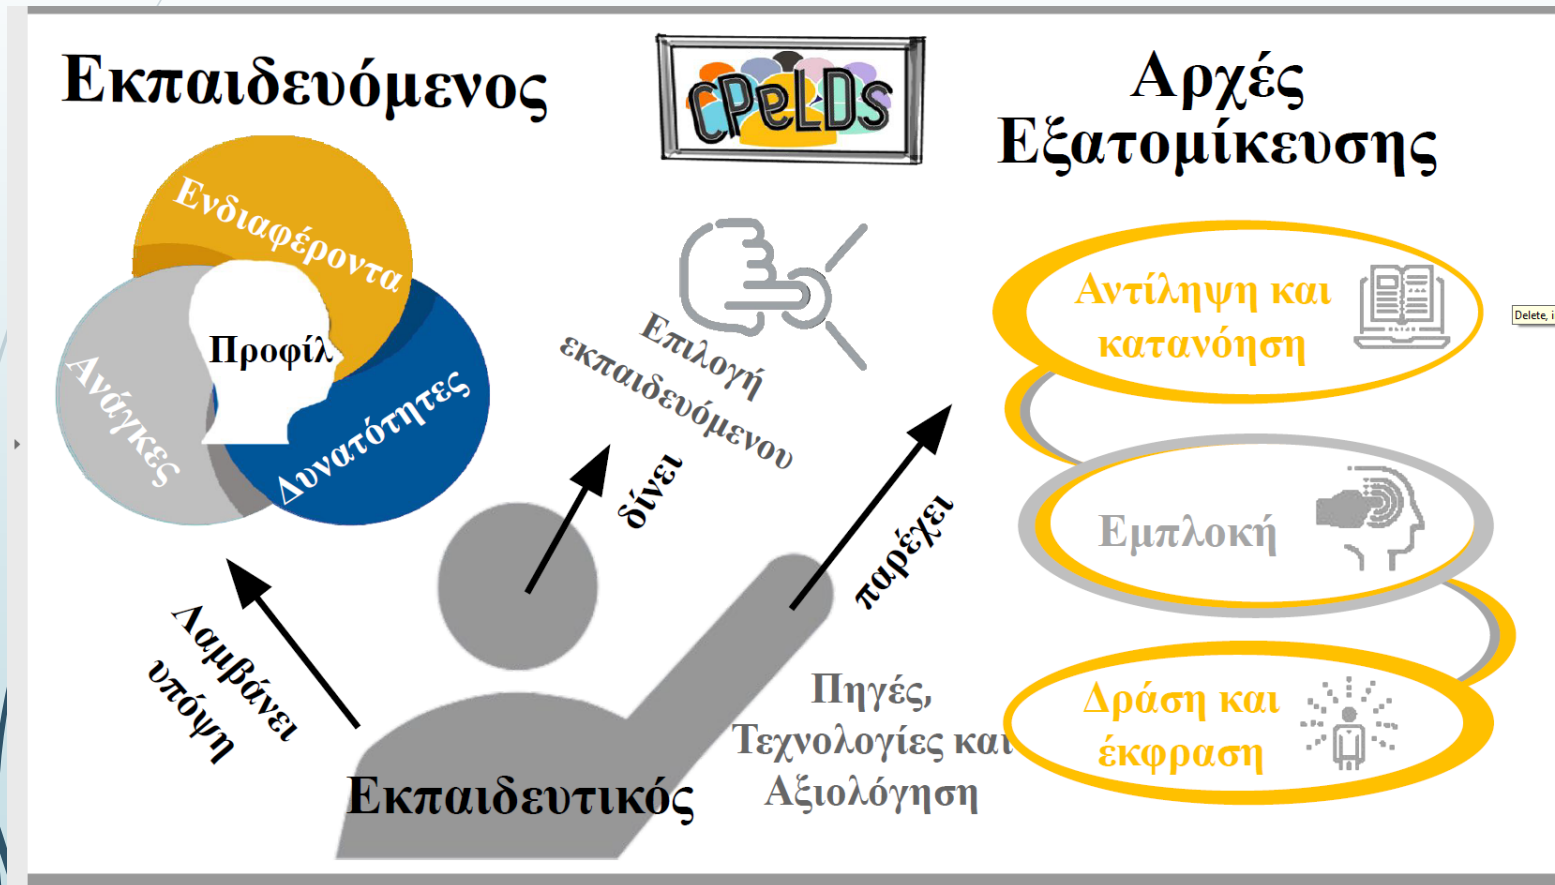 Εκπαιδευόμενος
CPeLDs
Αρχές
Εξατομίκευσης
Ενδιαφέροντα
Προφίλ
Ανάγκες
Δυνατότητες
Επιλογή
εκπαιδευόμενου
δίνει
παρέχει
Λαμβάνει
υπόψη
Εκπαιδευτικός
Πηγές,
Τεχνολογίες και
Αξιολόγηση
Αντίληψη και
κατανόηση
Εμπλοκή
Δράση και
έκφραση
Delete, i